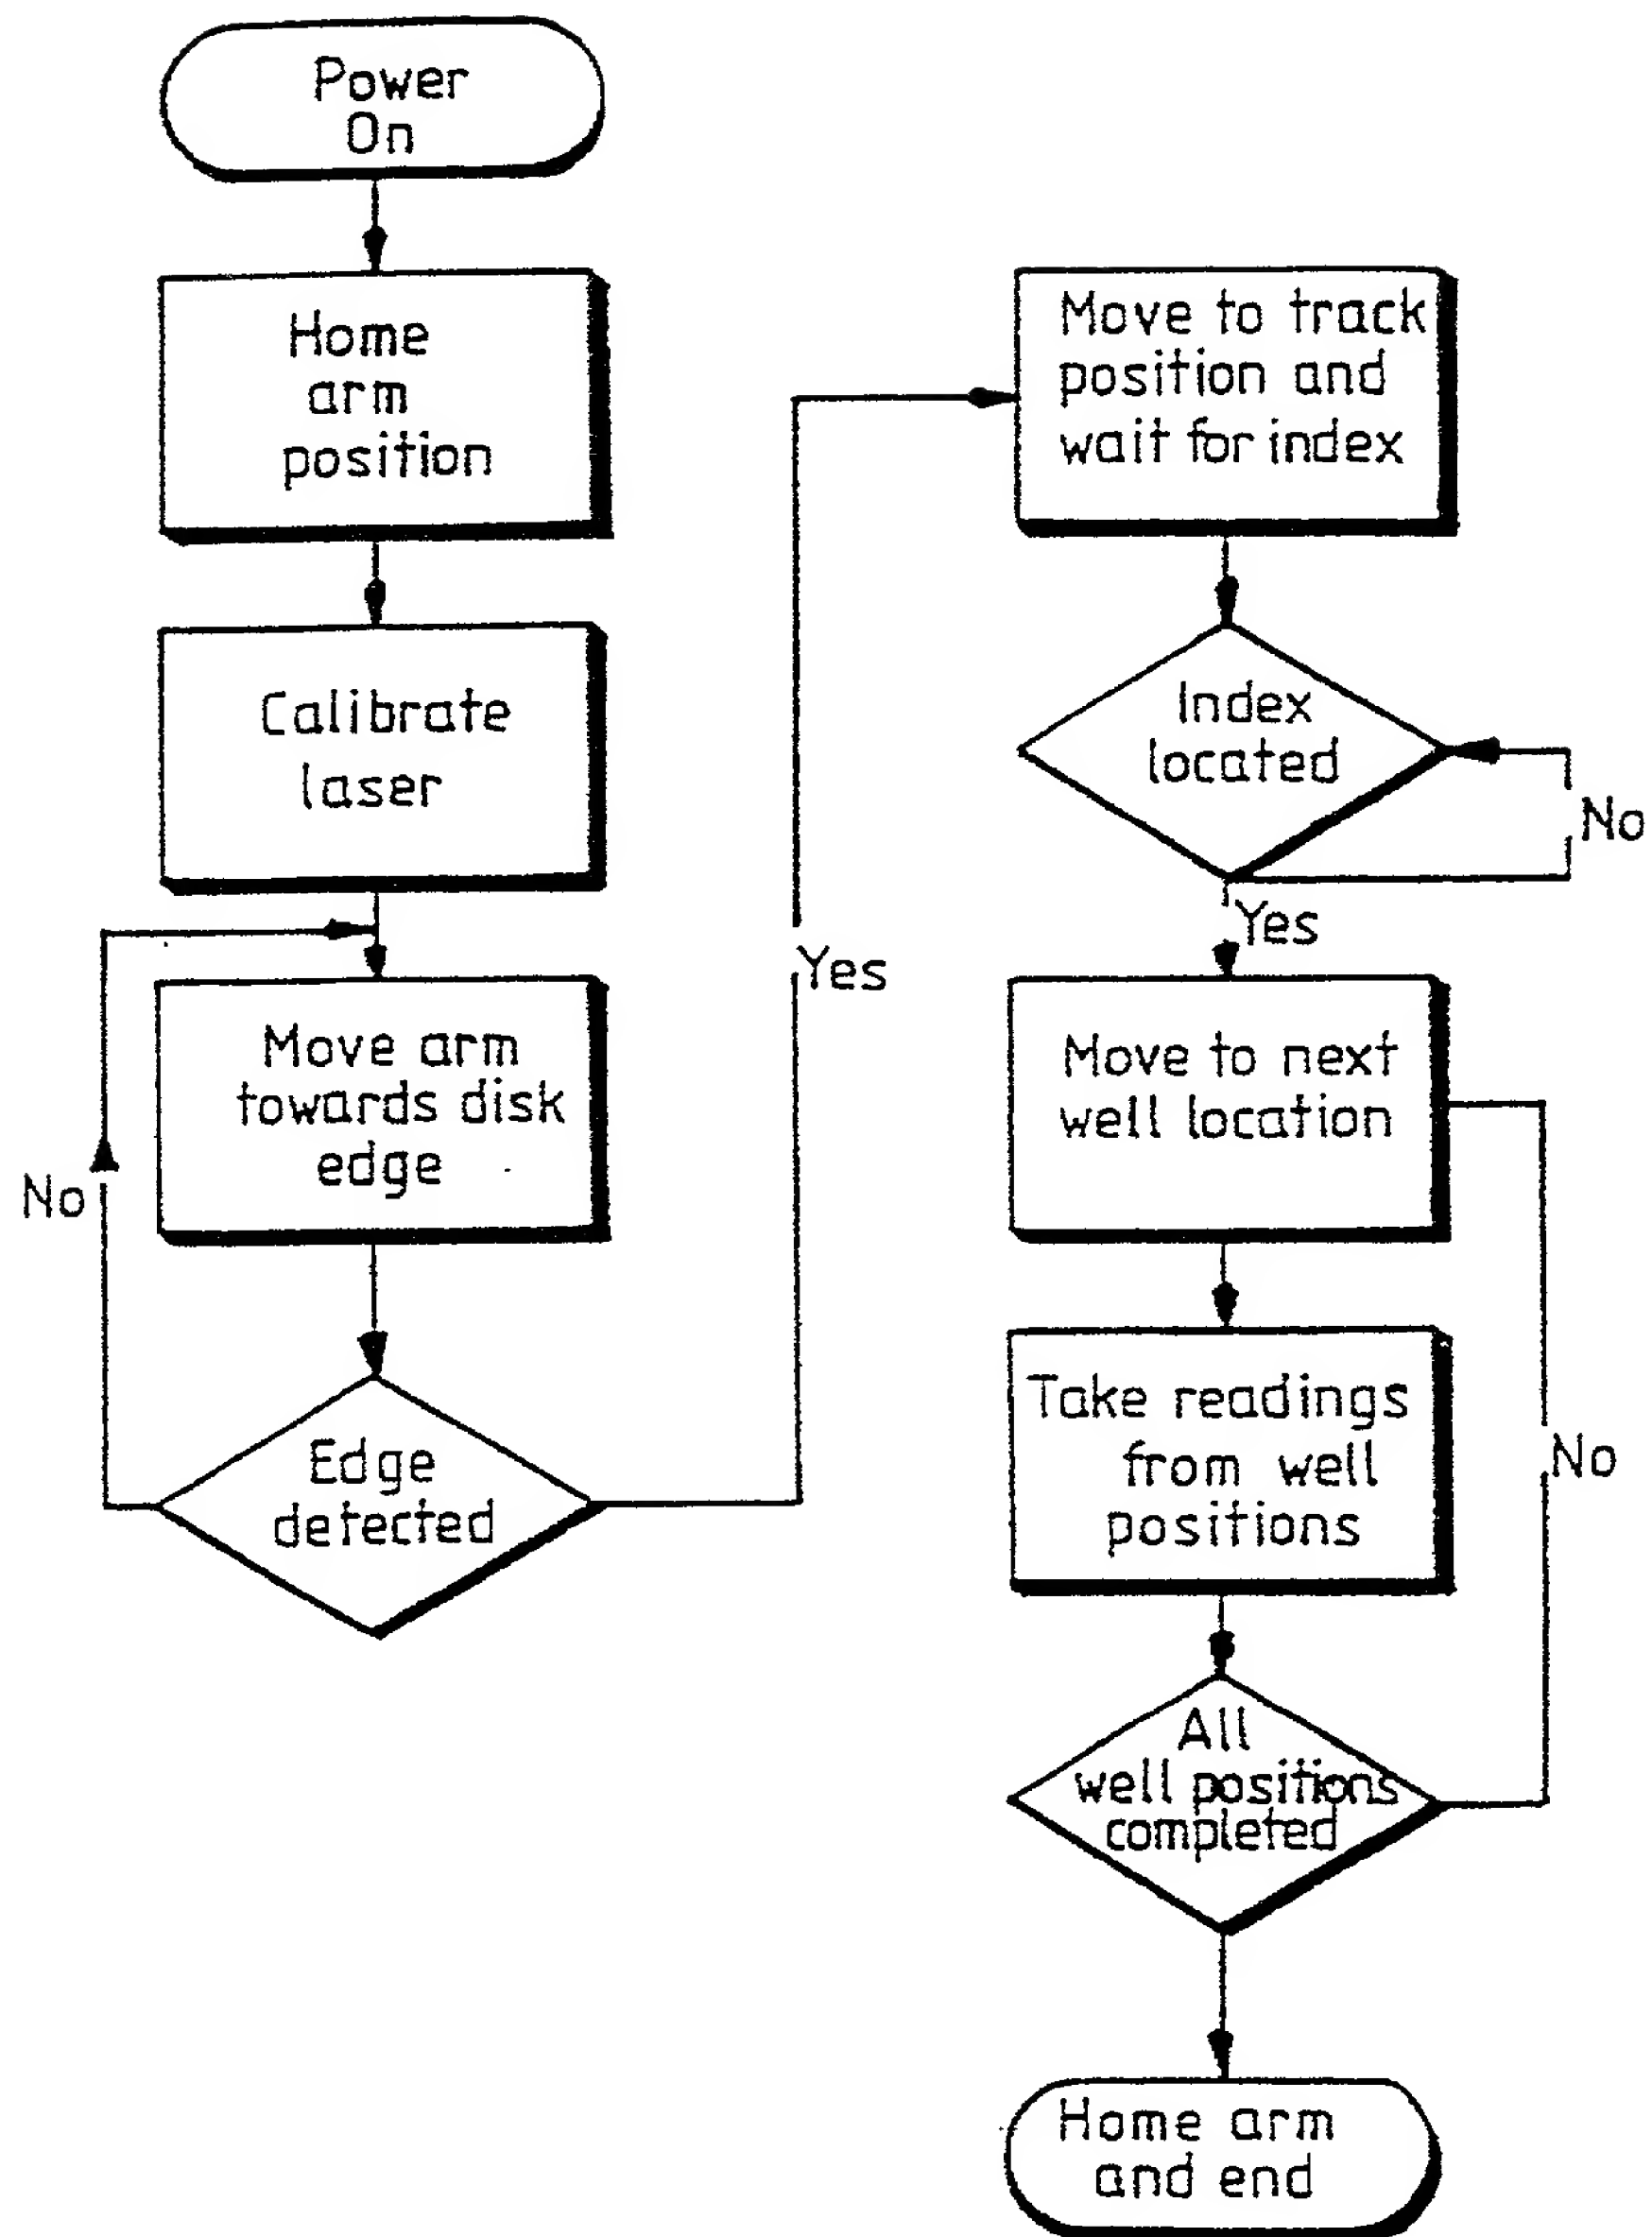 Power
On
Home
arm
position
Calibrate
laser
Move arm
towards disk
edge
No
Edge
detected
Yes
Move to track
position and
wait for index
Index
located
No
Yes
Move to next
well location
Take readings
from well
positions
No
All
well positions
completed
Home arm
and end